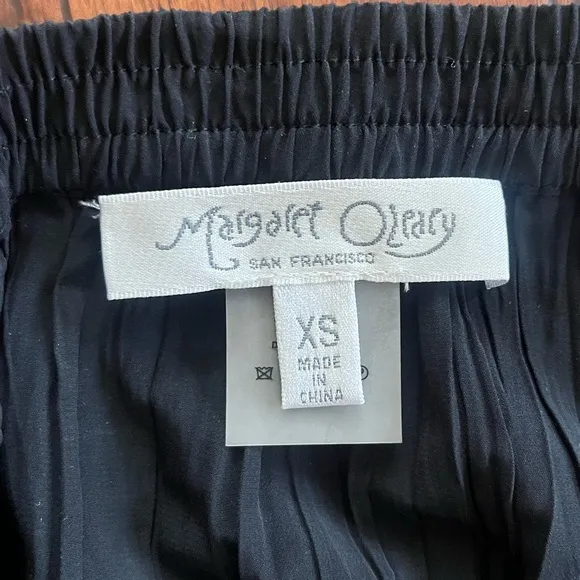 Margaret O'Leary
SAN FRANCISCO
XS
MADE
IN
CHINA